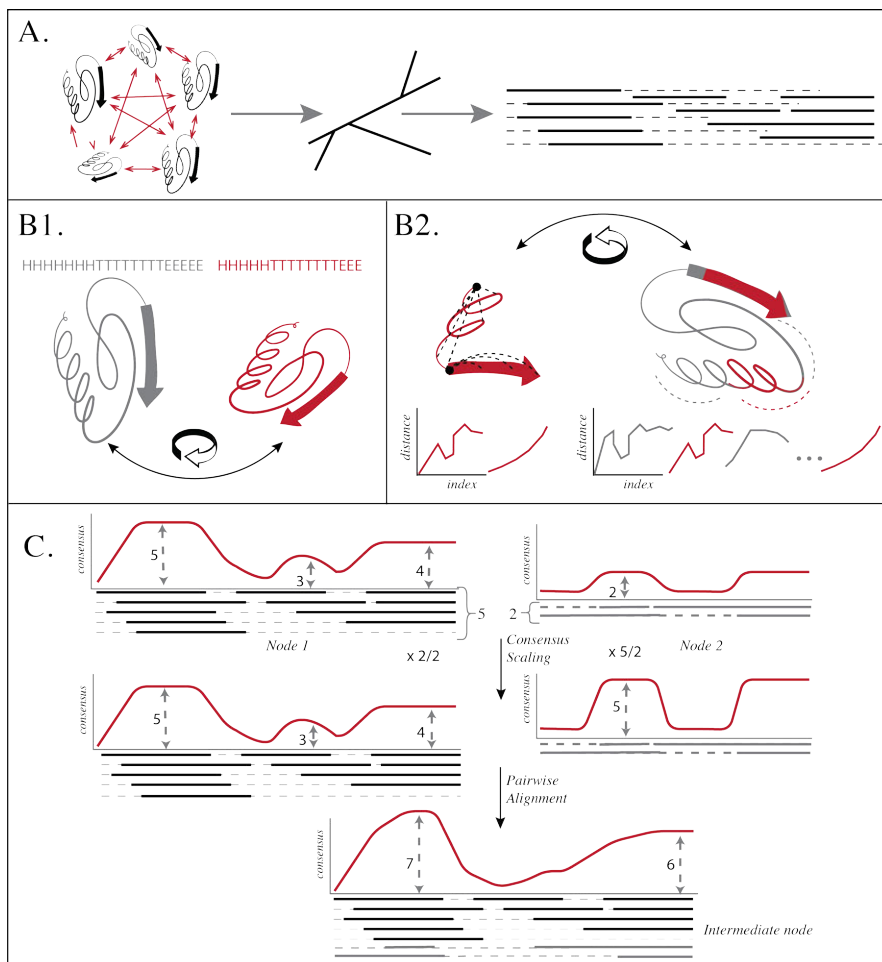 A.
B1.
HHHHHHHTTTTTTTTEEEEE HHHHHTTTTTTTTEEE
B2.
distance
index
distance
index
C.
consensus
5
3
4
5
Node 1
x 2/2
consensus
2
2
Node 2
x 5/2
Consensus
Scaling
consensus
5
3
4
consensus
5
Pairwise
Alignment
consensus
7
6
Intermediate node